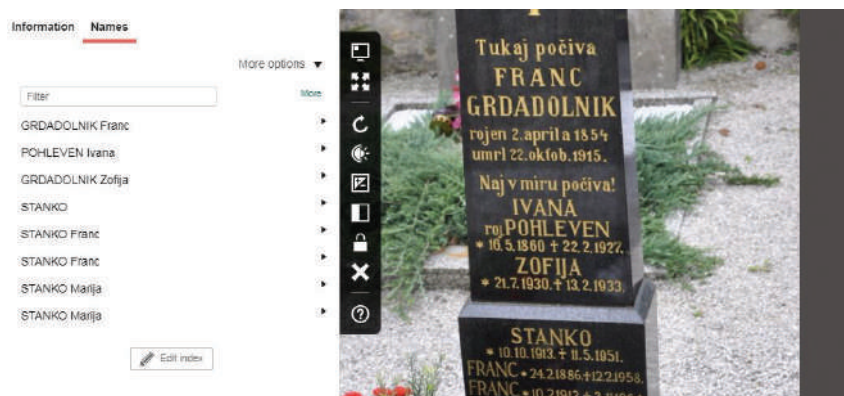 Information Names
More options ▼
Filter
More
GRDADOLNIK Franc
POHLEVEN Ivana
GRDADOLNIK Zofija
STANKO
STANKO Franc
STANKO Franc
STANKO Marija
STANKO Marija
Edit index
Tukaj počiva
FRANC
GRDADOLNIK
rojen 2. aprila 1854
umrl 22. oktob. 1915.
Naj v miru počiva!
IVANA
roj. POHLEVEN
* 16.5.1860 + 22.2.1927.
ZOFIJA
* 21.7.1930. + 13.2.1933.
STANKO
* 10.10.1913. + 11.5.1951.
FRANC * 24.2.1886. + 12.2.1958.
FRANC